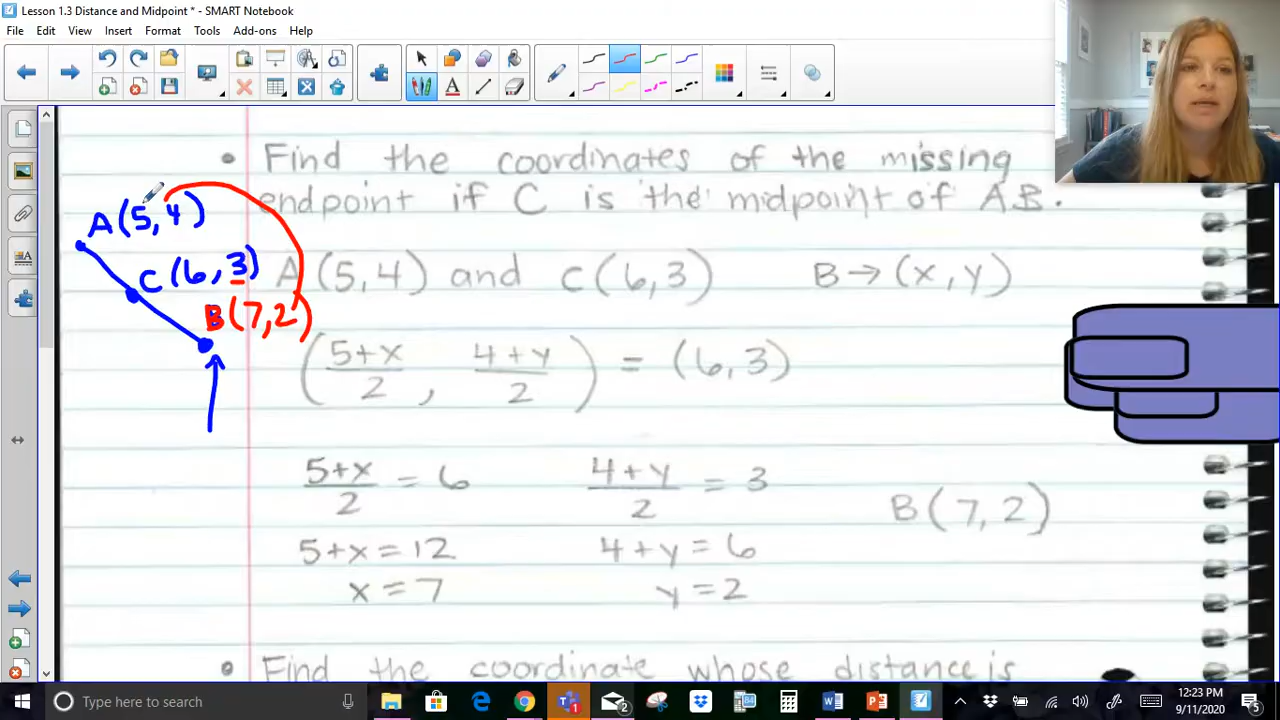 Lesson 1.3 Distance and Midpoint * - SMART Notebook
File Edit View Insert Format Tools Add-ons Help
• Find the coordinates of the missing
endpoint if C is the midpoint of AB.
A(5,4)
C(6,3)
B(7,2)
A(5,4) and C(6,3) B→(x,y)
(5+x/2, 4+y/2) = (6,3)
5+x/2 = 6 4+y/2 = 3
B(7,2)
5+x=12 4+y=6
x=7 y=2
• Find the coordinate whose distance is
Type here to search
12:23 PM
9/11/2020
1
2
5